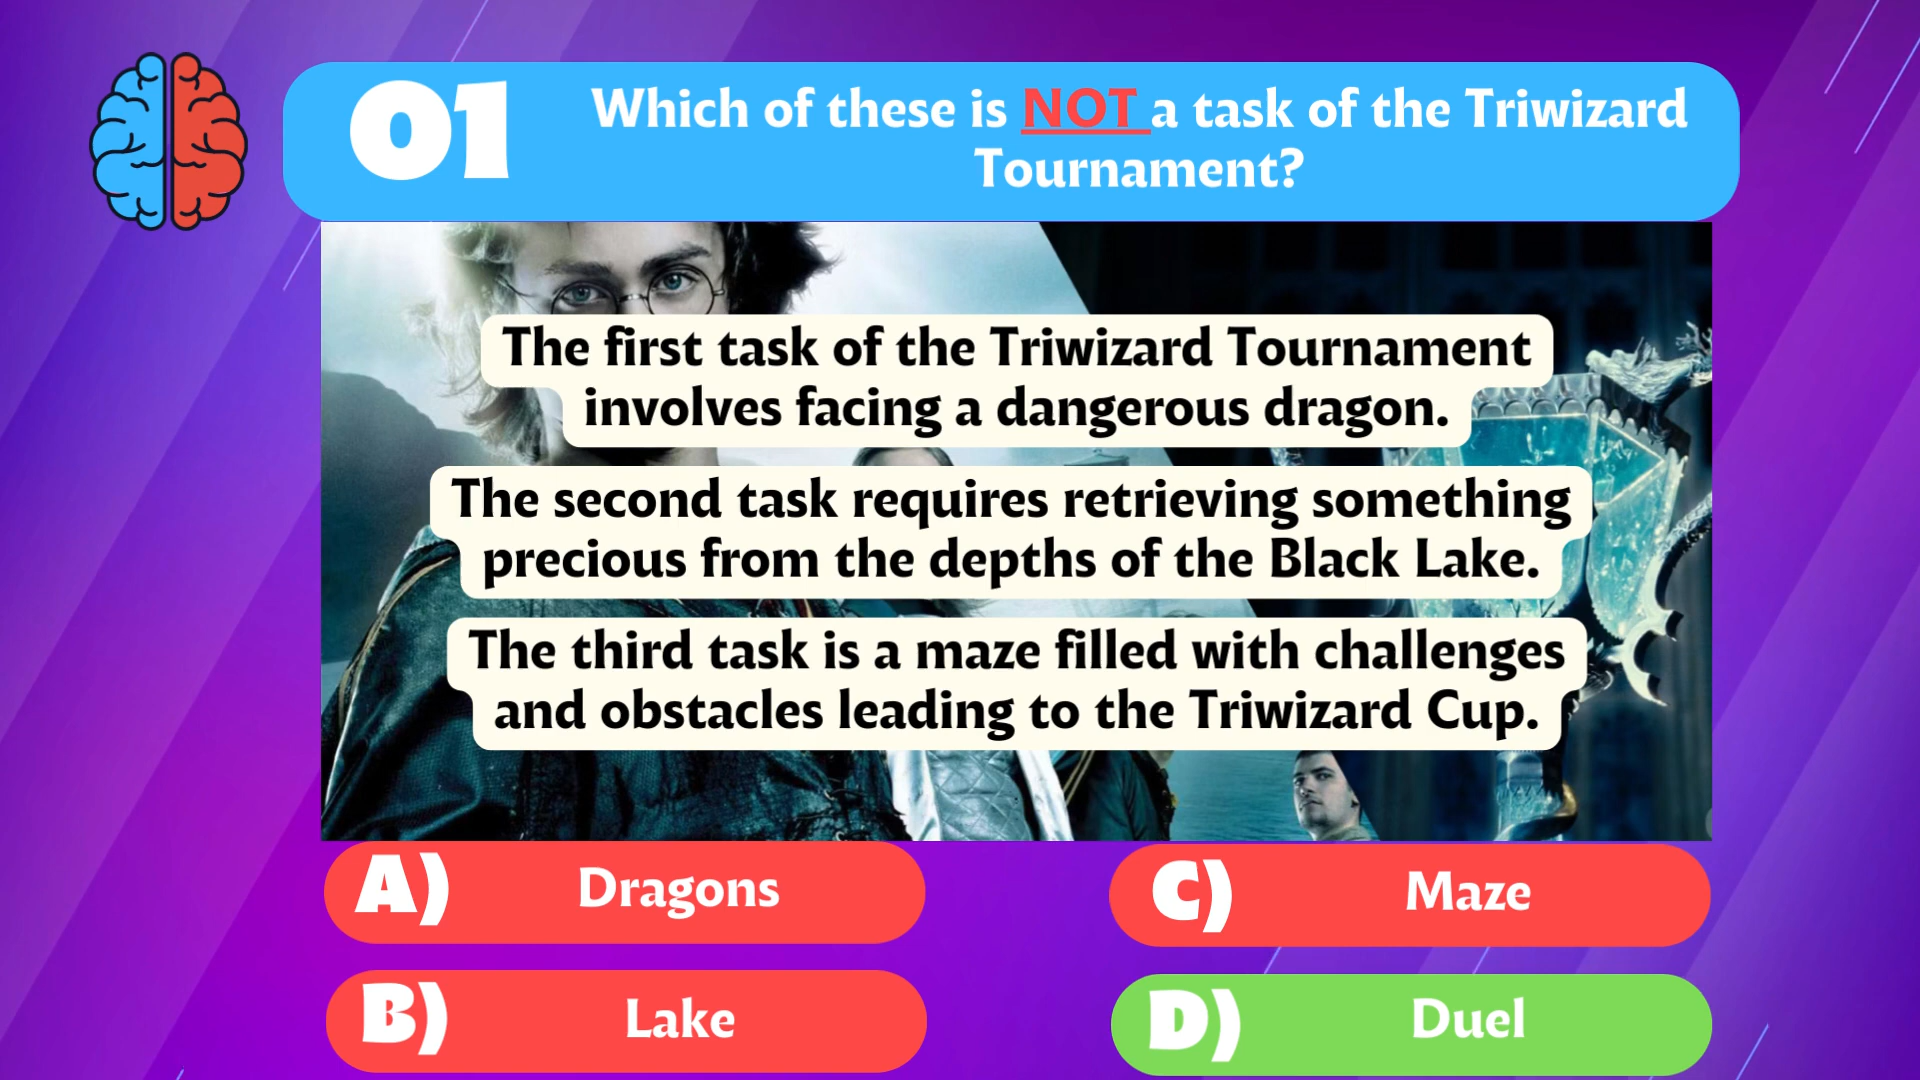 01
Which of these is NOT a task of the Triwizard
Tournament?
The first task of the Triwizard Tournament
involves facing a dangerous dragon.
The second task requires retrieving something
precious from the depths of the Black Lake.
The third task is a maze filled with challenges
and obstacles leading to the Triwizard Cup.
A) Dragons
B) Lake
C) Maze
D) Duel